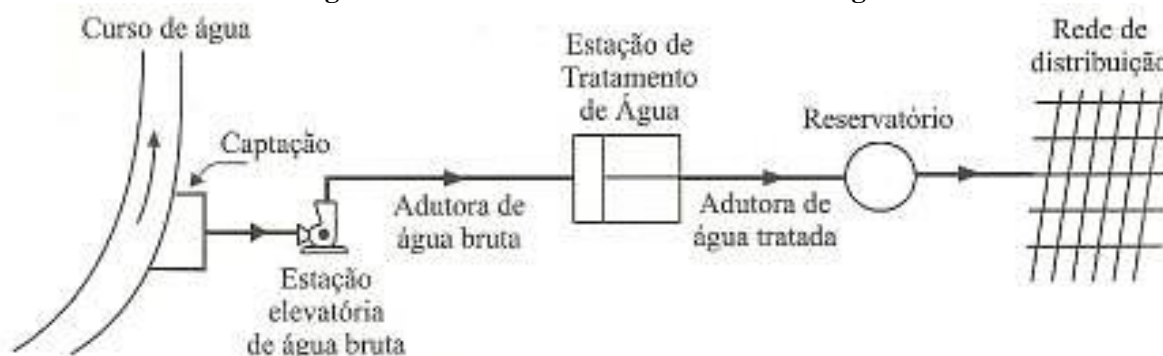 Curso de água
Captação
Estação
elevatória
de água bruta
Adutora de
água bruta
Estação de
Tratamento
de Água
Adutora de
água tratada
Reservatório
Rede de
distribuição